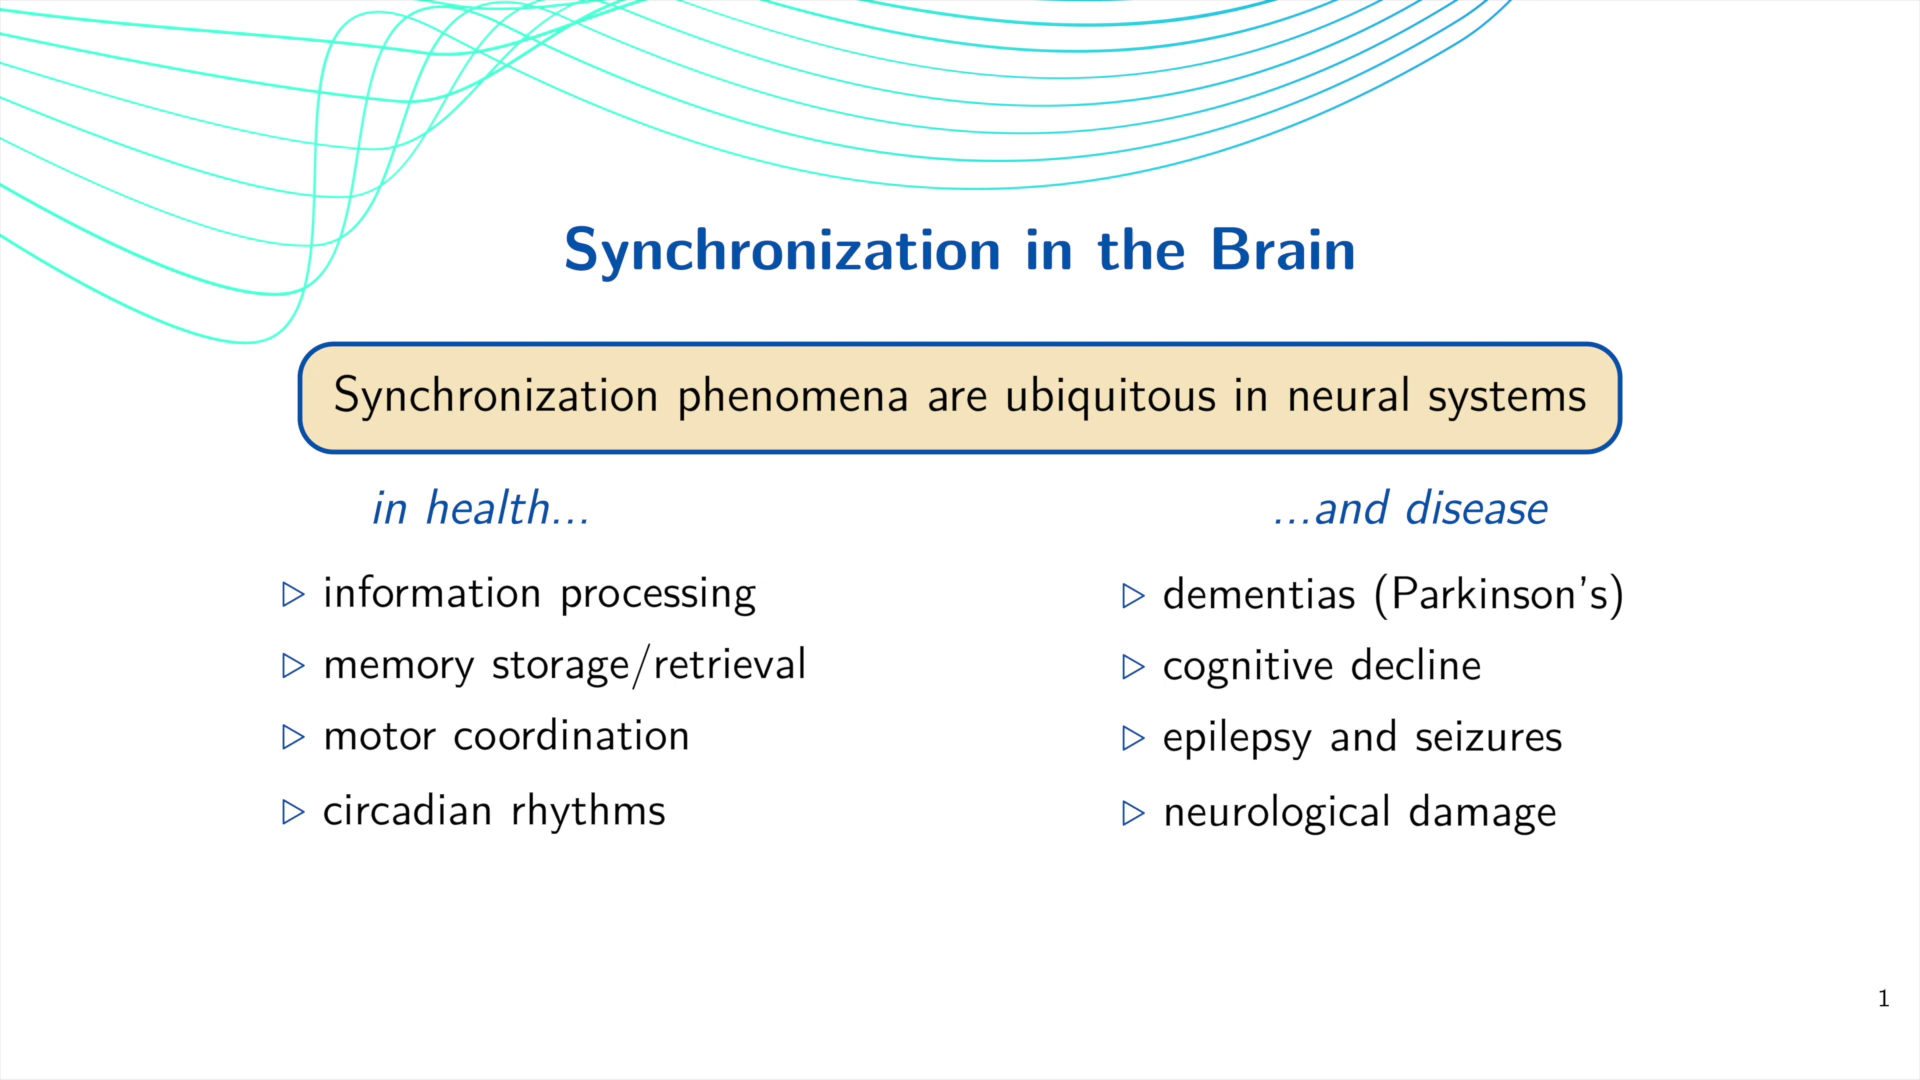 Synchronization in the Brain
Synchronization phenomena are ubiquitous in neural systems
in health...
▷ information processing
▷ memory storage/retrieval
▷ motor coordination
▷ circadian rhythms
...and disease
▷ dementias (Parkinson's)
▷ cognitive decline
▷ epilepsy and seizures
▷ neurological damage
1